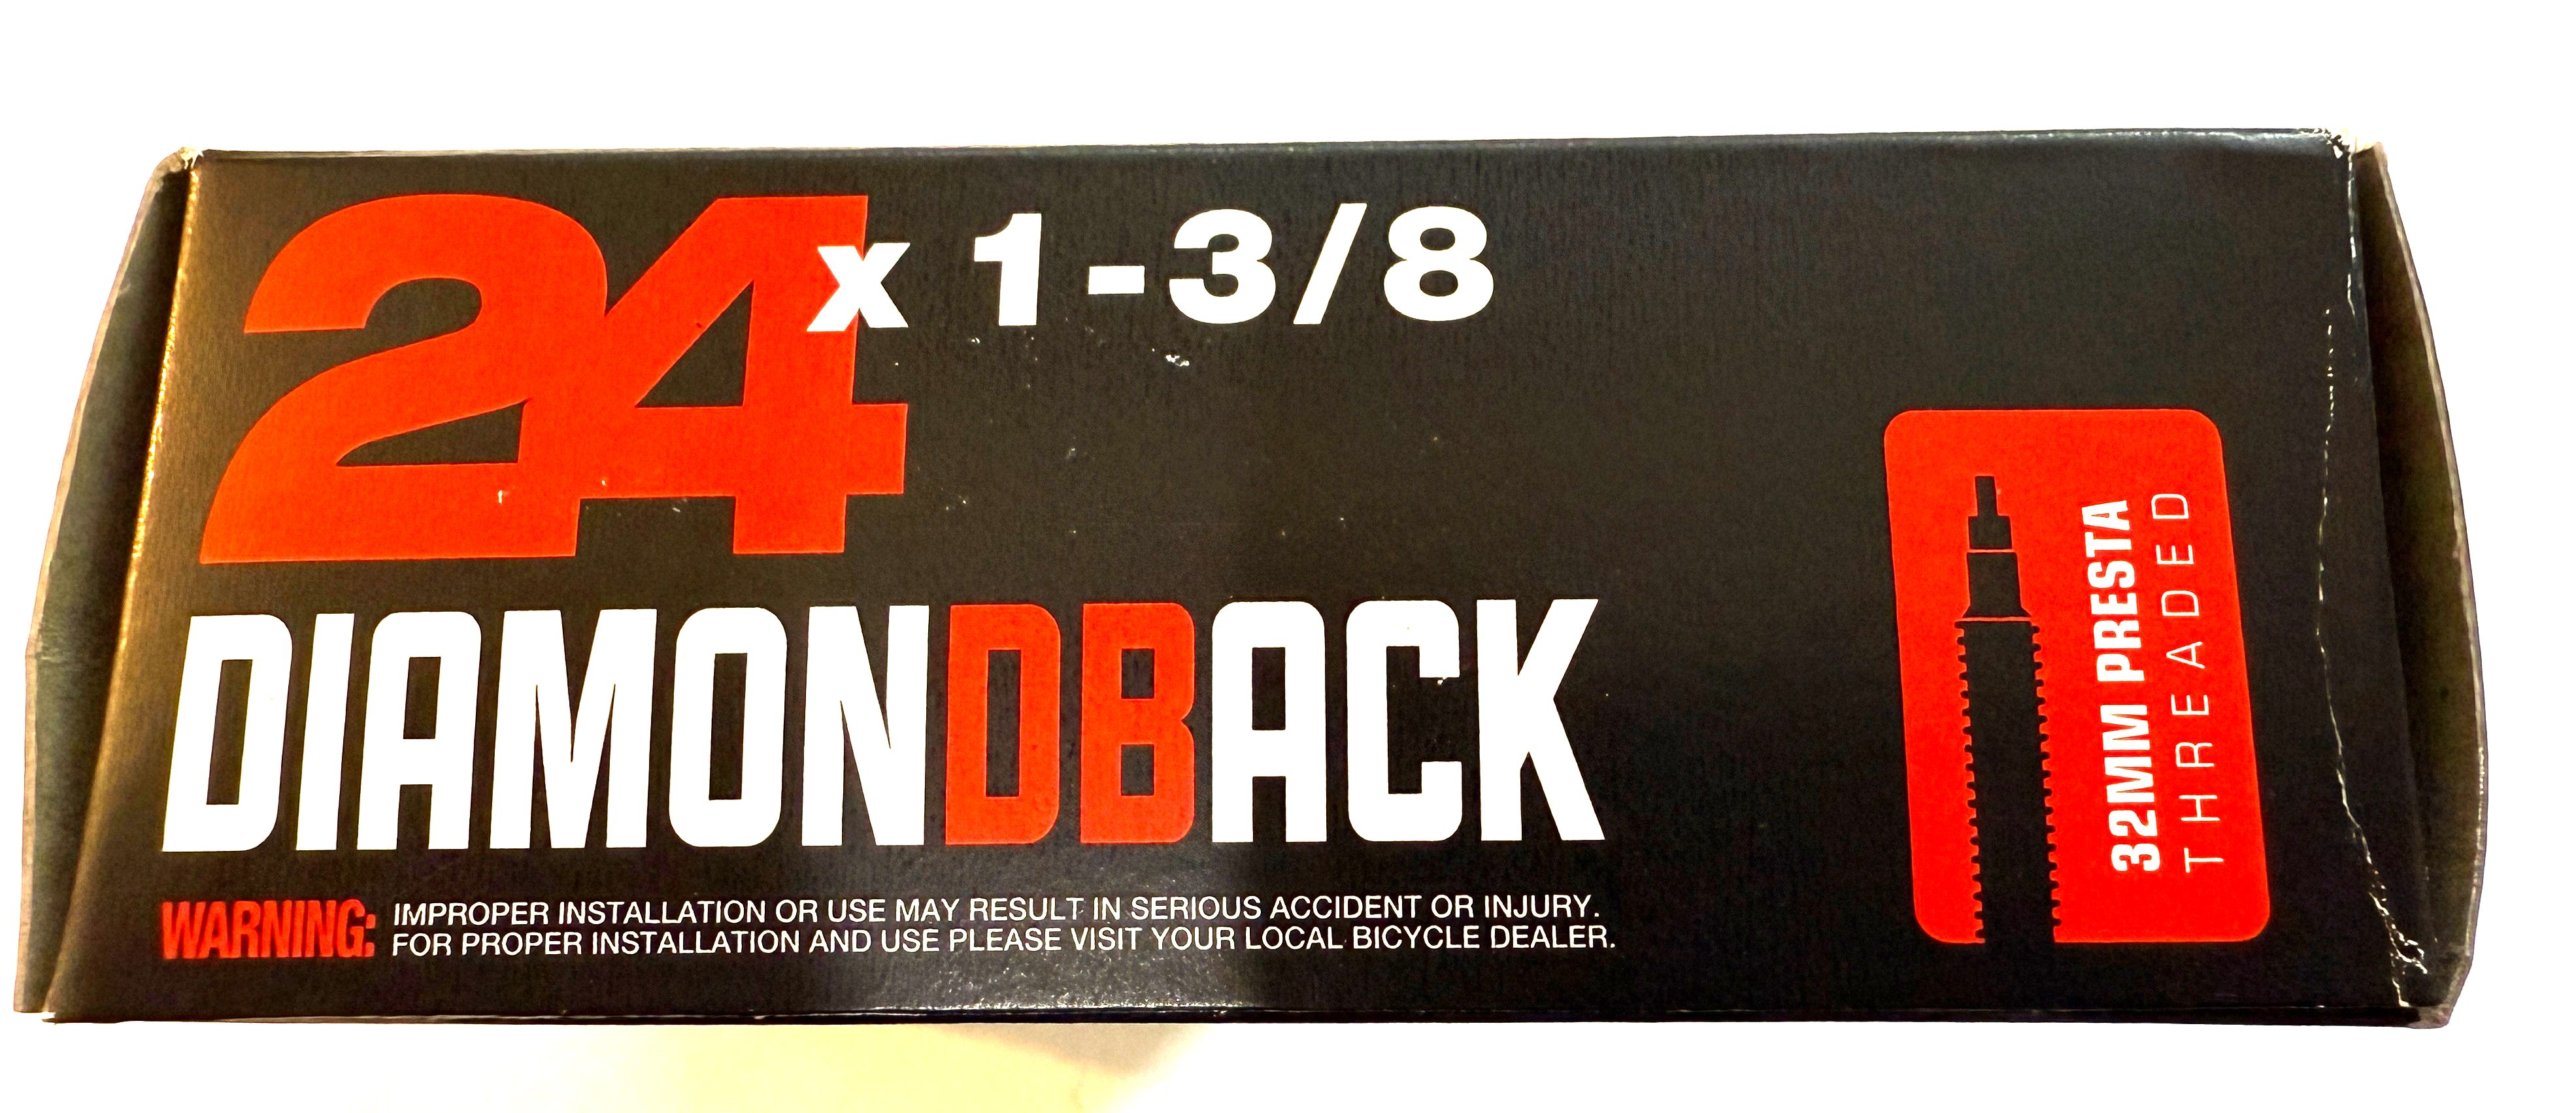 24 x 1-3/8
DIAMONDBACK
WARNING: IMPROPER INSTALLATION OR USE MAY RESULT IN SERIOUS ACCIDENT OR INJURY.
FOR PROPER INSTALLATION AND USE PLEASE VISIT YOUR LOCAL BICYCLE DEALER.
32MM PRESTA
THREADED